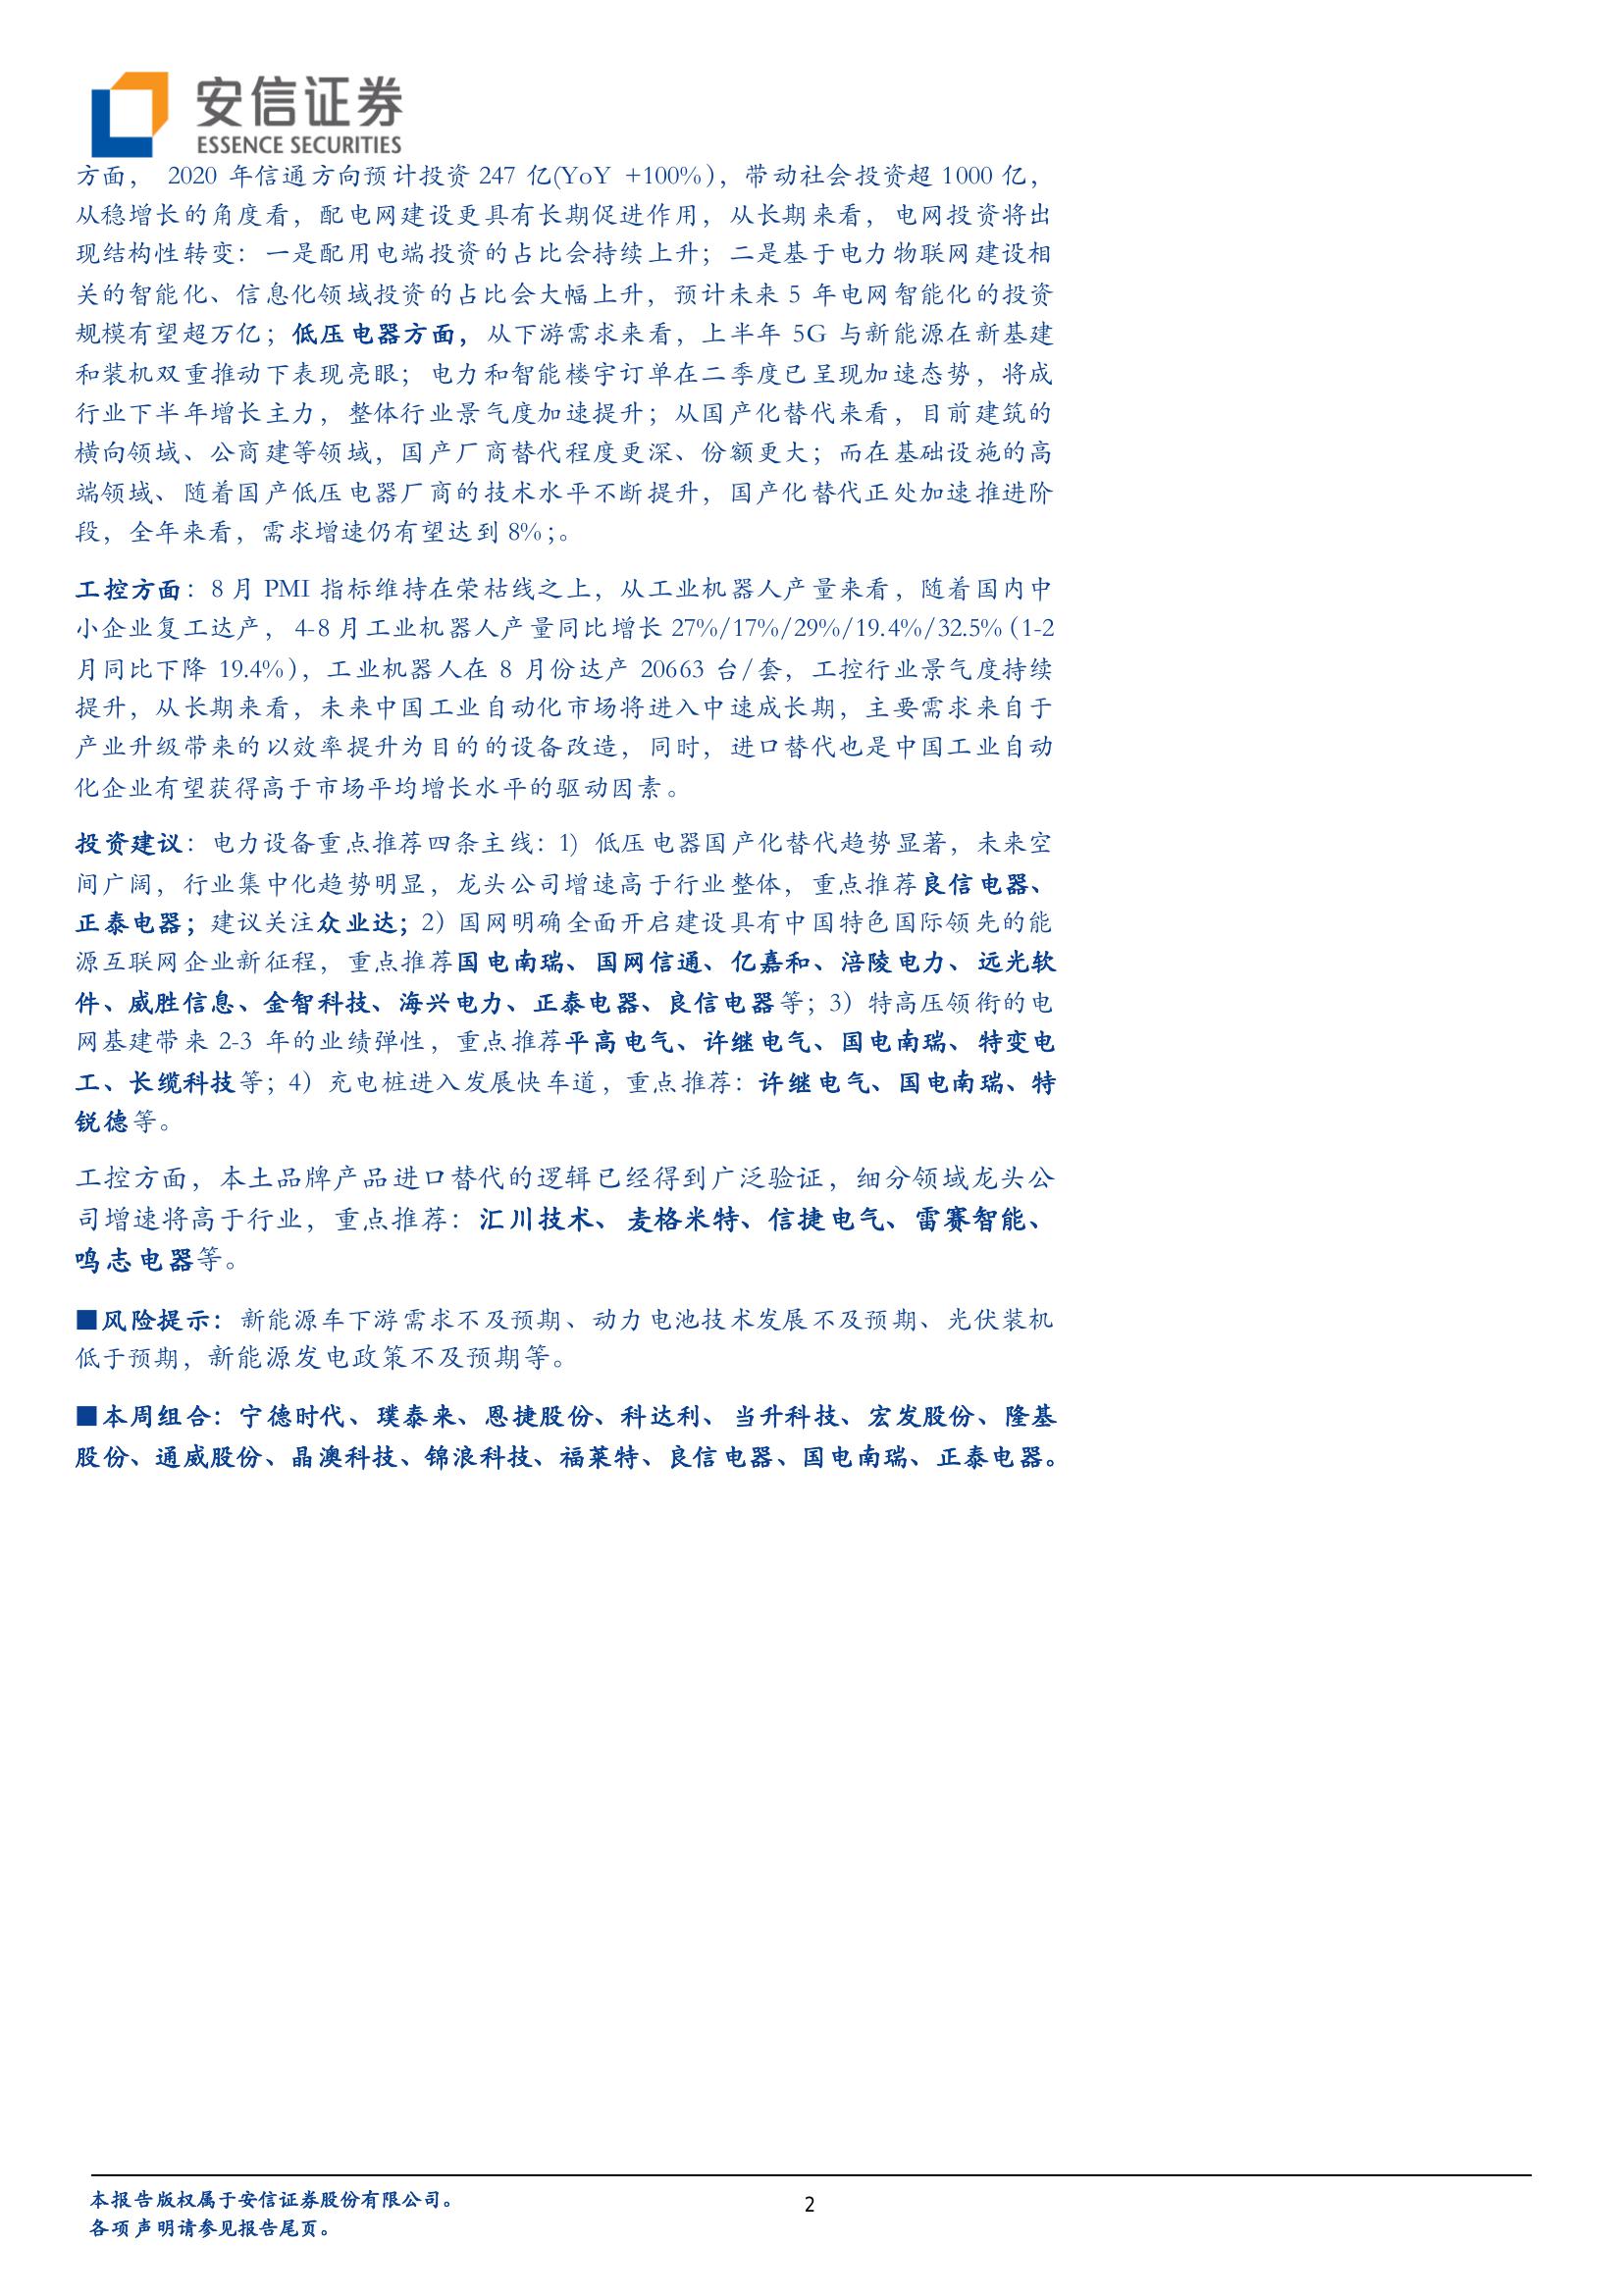 安信证券
ESSENCE SECURITIES
方面， 2020 年信通方向预计投资 247 亿(YoY +100%)，带动社会投资超 1000 亿，
从稳增长的角度看，配电网建设更具有长期促进作用，从长期来看，电网投资将出
现结构性转变：一是配用电端投资的占比会持续上升；二是基于电力物联网建设相
关的智能化、信息化领域投资的占比会大幅上升，预计未来 5 年电网智能化的投资
规模有望超万亿；低压电器方面，从下游需求来看，上半年 5G 与新能源在新基建
和装机双重推动下表现亮眼；电力和智能楼宇订单在二季度已呈现加速态势，将成
行业下半年增长主力，整体行业景气度加速提升；从国产化替代来看，目前建筑的
横向领域、公商建等领域，国产厂商替代程度更深、份额更大；而在基础设施的高
端领域、随着国产低压电器厂商的技术水平不断提升，国产化替代正处加速推进阶
段，全年来看，需求增速仍有望达到 8%；。
工控方面：8 月 PMI 指标维持在荣枯线之上，从工业机器人产量来看，随着国内中
小企业复工达产，4-8 月工业机器人产量同比增长 27%/17%/29%/19.4%/32.5%（1-2
月同比下降 19.4%），工业机器人在 8 月份达产 20663 台/套，工控行业景气度持续
提升，从长期来看，未来中国工业自动化市场将进入中速成长期，主要需求来自于
产业升级带来的以效率提升为目的的设备改造，同时，进口替代也是中国工业自动
化企业有望获得高于市场平均增长水平的驱动因素。
投资建议：电力设备重点推荐四条主线：1）低压电器国产化替代趋势显著，未来空
间广阔，行业集中化趋势明显，龙头公司增速高于行业整体，重点推荐良信电器、
正泰电器；建议关注众业达；2）国网明确全面开启建设具有中国特色国际领先的能
源互联网企业新征程，重点推荐国电南瑞、国网信通、亿嘉和、涪陵电力、远光软
件、威胜信息、金智科技、海兴电力、正泰电器、良信电器等；3）特高压领衔的电
网基建带来 2-3 年的业绩弹性，重点推荐平高电气、许继电气、国电南瑞、特变电
工、长缆科技等；4）充电桩进入发展快车道，重点推荐：许继电气、国电南瑞、特
锐德等。
工控方面，本土品牌产品进口替代的逻辑已经得到广泛验证，细分领域龙头公
司增速将高于行业，重点推荐：汇川技术、麦格米特、信捷电气、雷赛智能、
鸣志电器等。
■风险提示：新能源车下游需求不及预期、动力电池技术发展不及预期、光伏装机
低于预期，新能源发电政策不及预期等。
■本周组合：宁德时代、璞泰来、恩捷股份、科达利、当升科技、宏发股份、隆基
股份、通威股份、晶澳科技、锦浪科技、福莱特、良信电器、国电南瑞、正泰电器。
本报告版权属于安信证券股份有限公司。
2
各项声明请参见报告尾页。